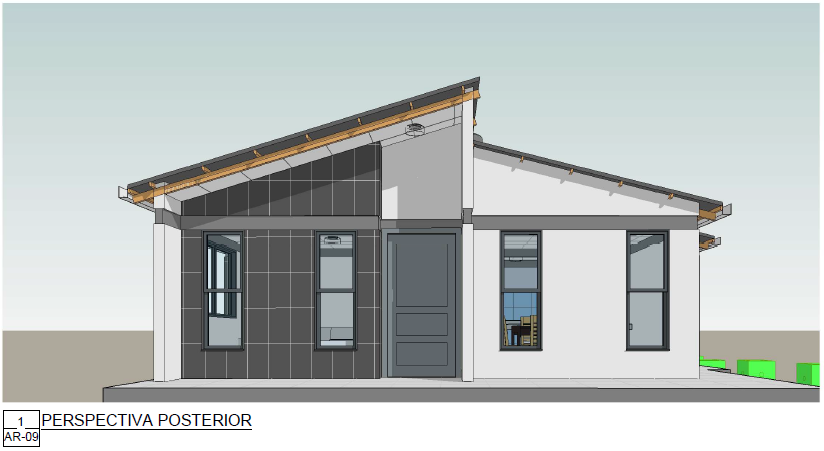 1
PERSPECTIVA POSTERIOR
AR-09